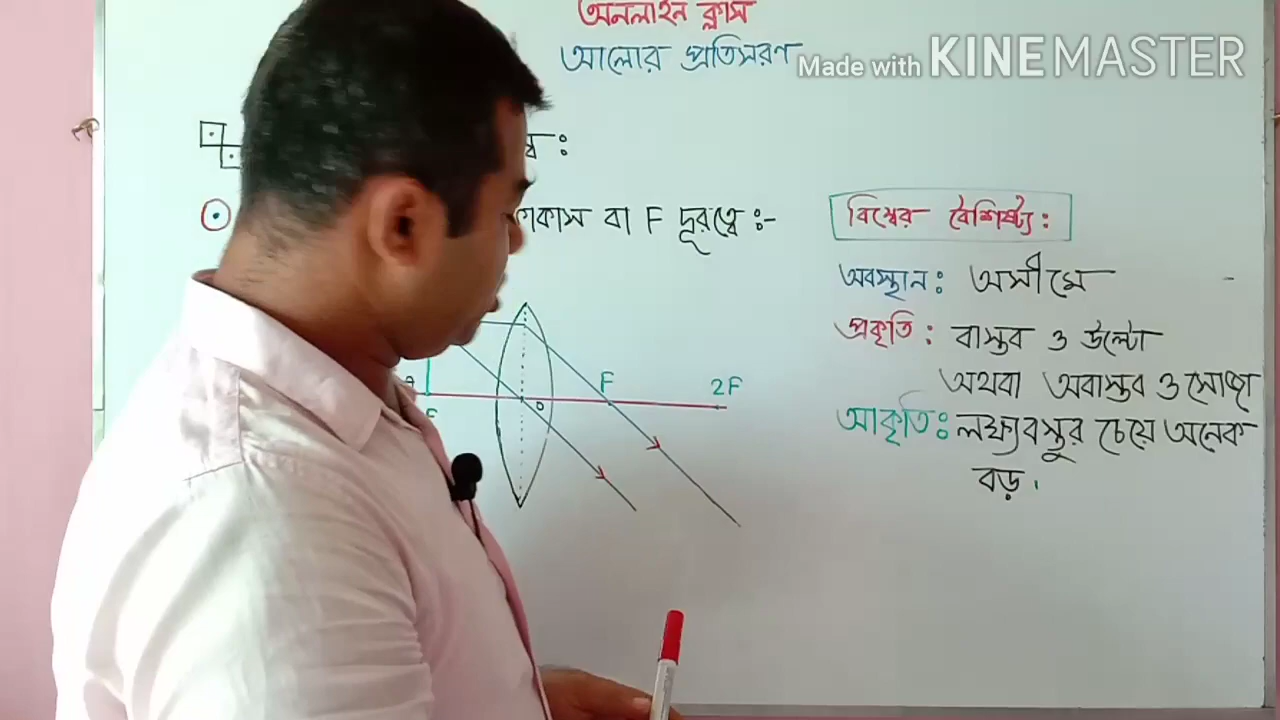 অনলাইন ক্লাস
আলোর প্রতিসরণ
Made with KINEMASTER
ফোকাস বা F দূরত্বে :-
বিম্বের বৈশিষ্ট্য :
অবস্থান : অসীমে
প্রকৃতি : বাস্তব ও উল্টো
অথবা অবাস্তব ও সোজা
আকৃতি : লক্ষ্যবস্তুর চেয়ে অনেক
বড় ।
F 2F
O
F